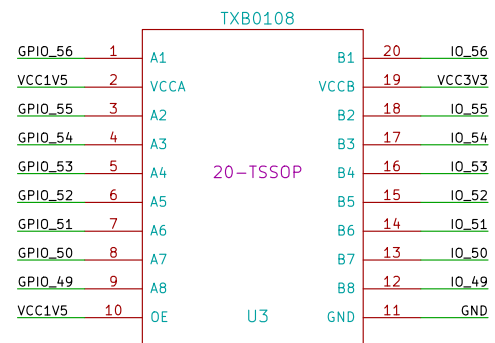 TXB0108
GPIO_56 1 A1 B1 20 IO_56
VCC1V5 2 VCCA VCCB 19 VCC3V3
GPIO_55 3 A2 B2 18 IO_55
GPIO_54 4 A3 B3 17 IO_54
GPIO_53 5 A4 20-TSSOP B4 16 IO_53
GPIO_52 6 A5 B5 15 IO_52
GPIO_51 7 A6 B6 14 IO_51
GPIO_50 8 A7 B7 13 IO_50
GPIO_49 9 A8 B8 12 IO_49
VCC1V5 10 OE U3 GND 11 GND